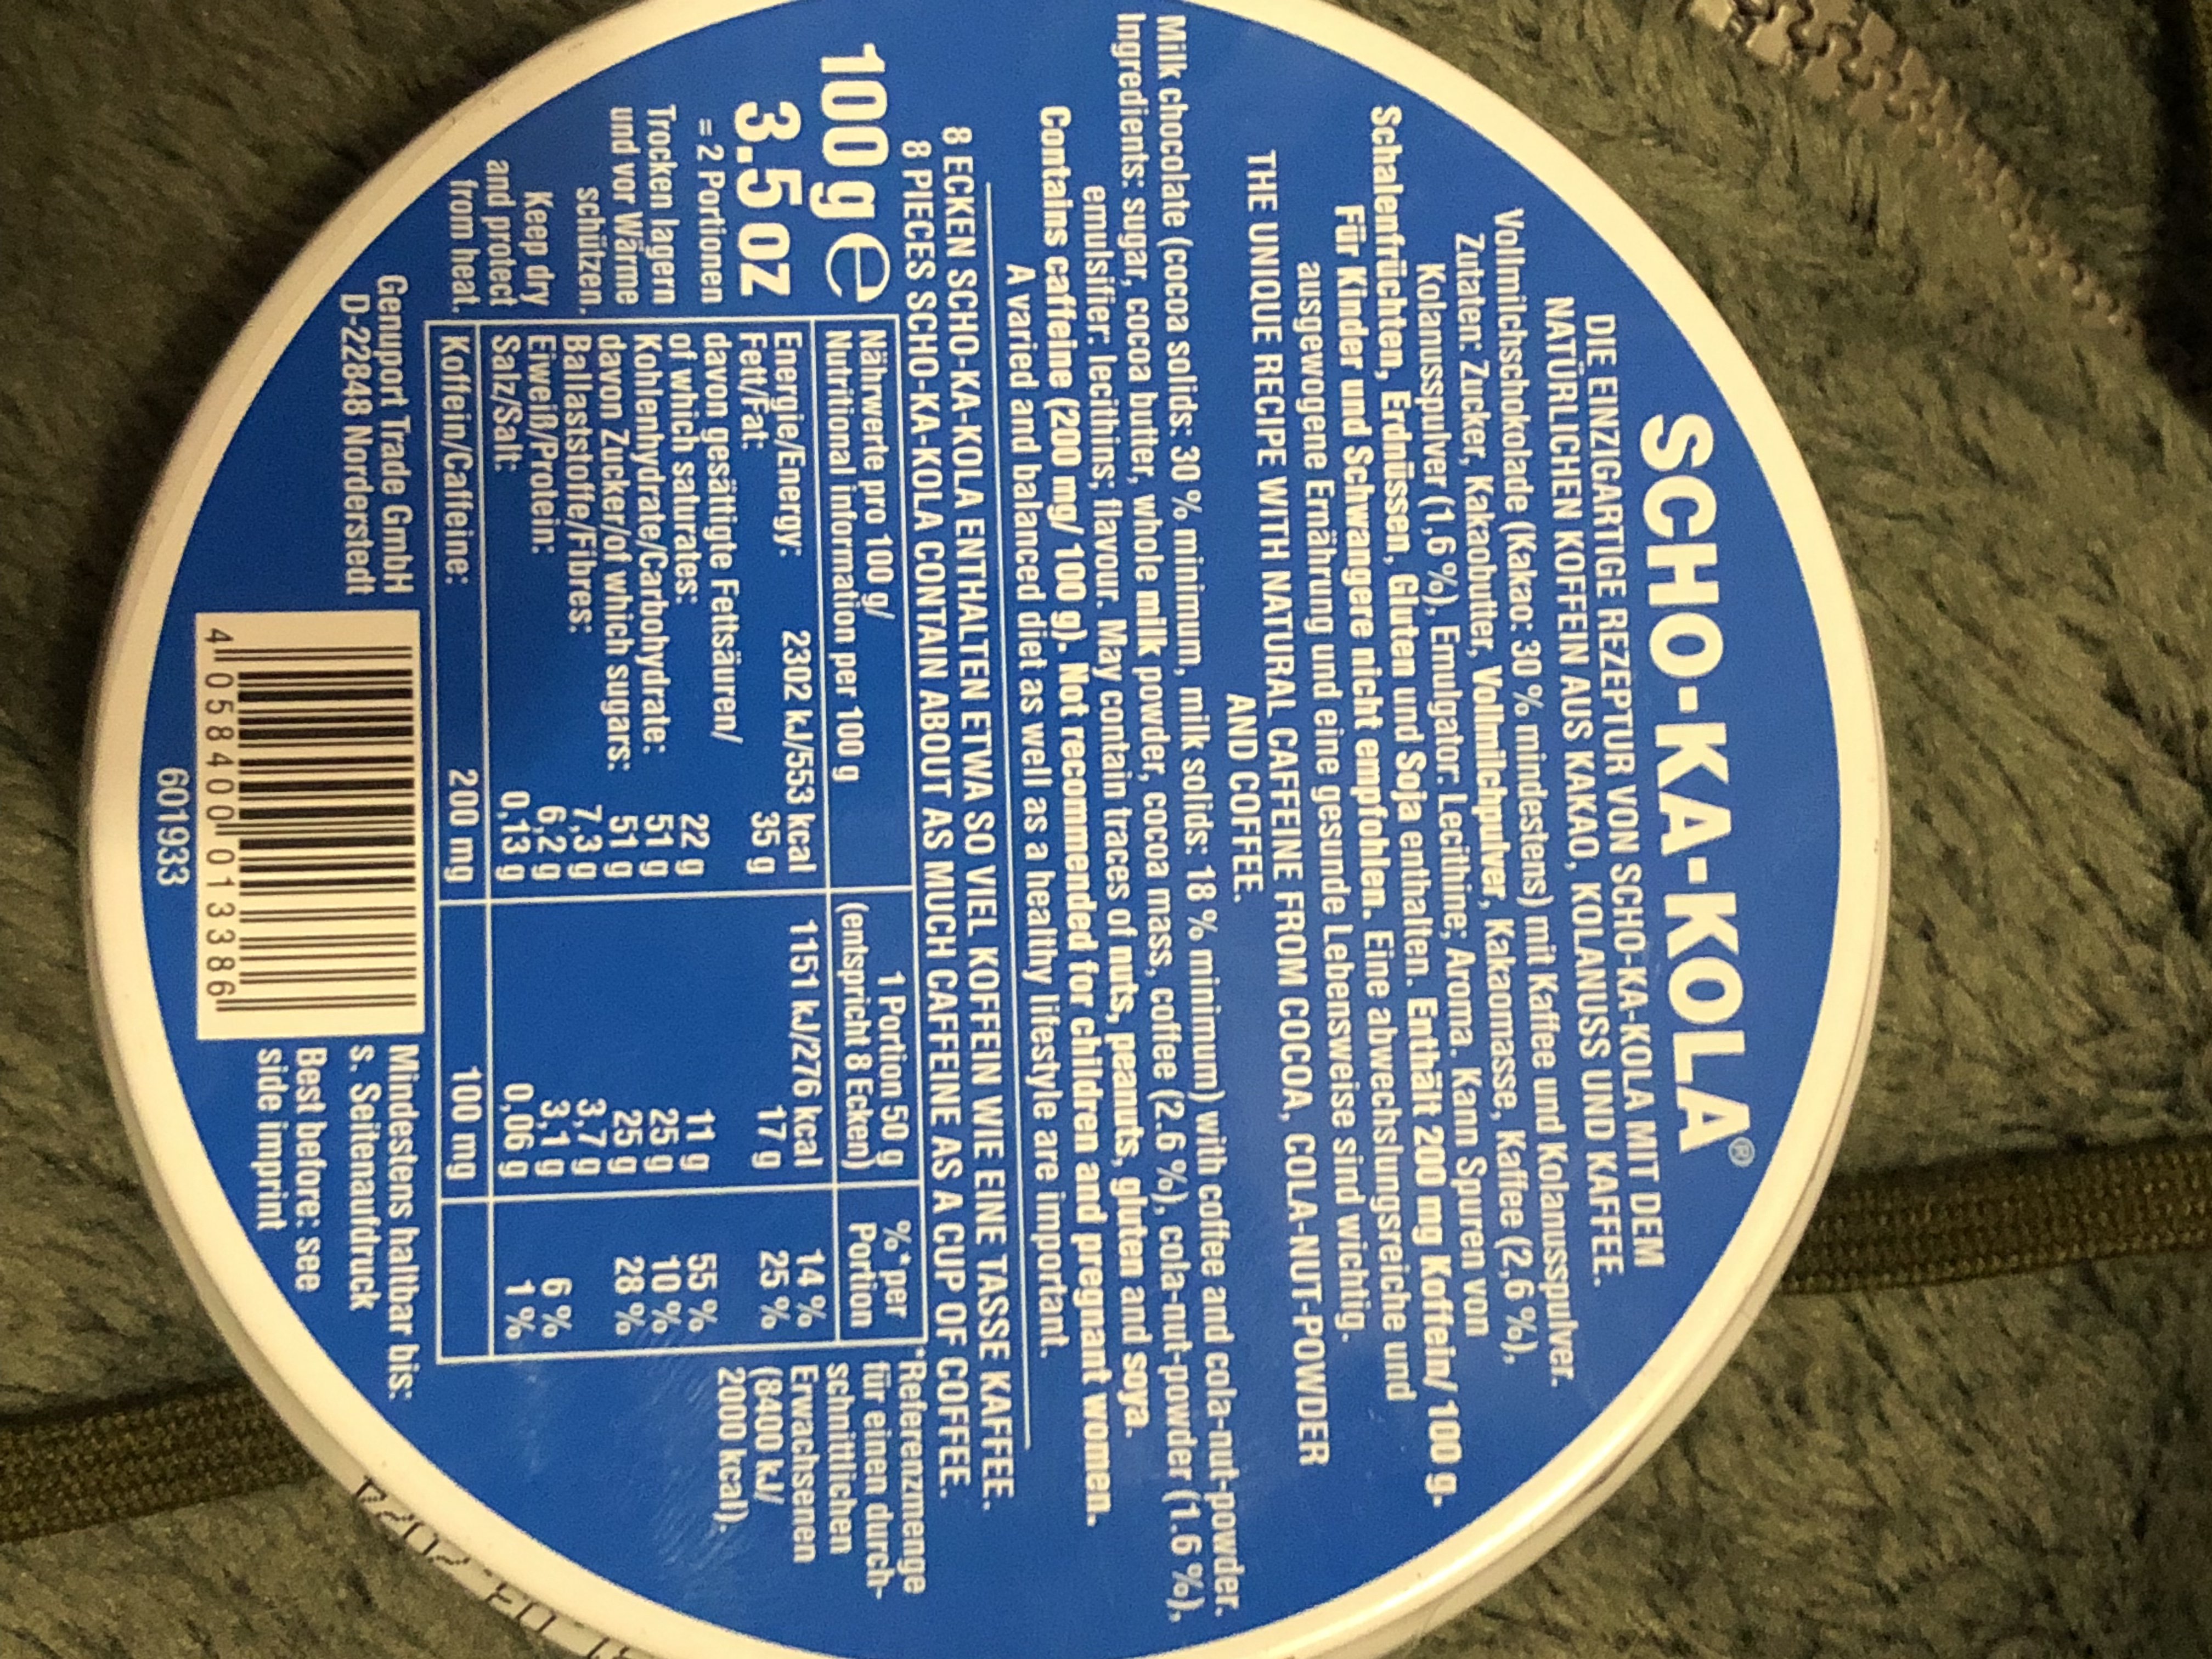 SCHO-KA-KOLA®
DIE EINZIGARTIGE REZEPTUR VON SCHO-KA-KOLA MIT DEM
NATÜRLICHEN KOFFEIN AUS KAKAO, KOLANUSS UND KAFFEE.
Vollmilchschokolade (Kakao: 30 % mindestens) mit Kaffee und Kolanusspulver.
Zutaten: Zucker, Kakaobutter, Vollmilchpulver, Kakaomasse, Kaffee (2,6 %),
Kolanusspulver (1,6 %), Emulgator: Lecithine; Aroma. Kann Spuren von
Schalenfrüchten, Erdnüssen, Gluten und Soja enthalten. Enthält 200 mg Koffein/100 g.
Für Kinder und Schwangere nicht empfohlen. Eine abwechslungsreiche und
ausgewogene Ernährung und eine gesunde Lebensweise sind wichtig.
THE UNIQUE RECIPE WITH NATURAL CAFFEINE FROM COCOA, COLA-NUT-POWDER
AND COFFEE.
Milk chocolate (cocoa solids: 30 % minimum, milk solids: 18 % minimum) with coffee and cola-nut-powder.
Ingredients: sugar, cocoa butter, whole milk powder, cocoa mass, coffee (2.6 %), cola-nut-powder (1.6 %),
emulsifier: lecithins; flavour. May contain traces of nuts, peanuts, gluten and soya.
Contains caffeine (200 mg/100 g). Not recommended for children and pregnant women.
A varied and balanced diet as well as a healthy lifestyle are important.
8 ECKEN SCHO-KA-KOLA ENTHALTEN ETWA SO VIEL KOFFEIN WIE EINE TASSE KAFFEE.
8 PIECES SCHO-KA-KOLA CONTAIN ABOUT AS MUCH CAFFEINE AS A CUP OF COFFEE.
100 g ℮
3.5 oz
= 2 Portionen
Trocken lagern
und vor Wärme
schützen.
Keep dry
and protect
from heat.
Nährwerte pro 100 g/ 1 Portion 50 g %* per
Nutritional information per 100 g (entspricht 8 Ecken) Portion
Energie/Energy: 2302 kJ/553 kcal 1151 kJ/276 kcal 14 %
Fett/Fat: 35 g 17 g 25 %
davon gesättigte Fettsäuren/
of which saturates: 22 g 11 g 55 %
Kohlenhydrate/Carbohydrate: 51 g 25 g 10 %
davon Zucker/of which sugars: 51 g 25 g 28 %
Ballaststoffe/Fibres: 7,3 g 3,7 g
Eiweiß/Protein: 6,2 g 3,1 g 6 %
Salz/Salt: 0,13 g 0,06 g 1 %
Koffein/Caffeine: 200 mg 100 mg
*Referenzmenge
für einen durch-
schnittlichen
Erwachsenen
(8400 kJ/
2000 kcal).
Genuport Trade GmbH
D-22848 Norderstedt
4 058400 013386
601933
Mindestens haltbar bis:
s. Seitenaufdruck
Best before: see
side imprint